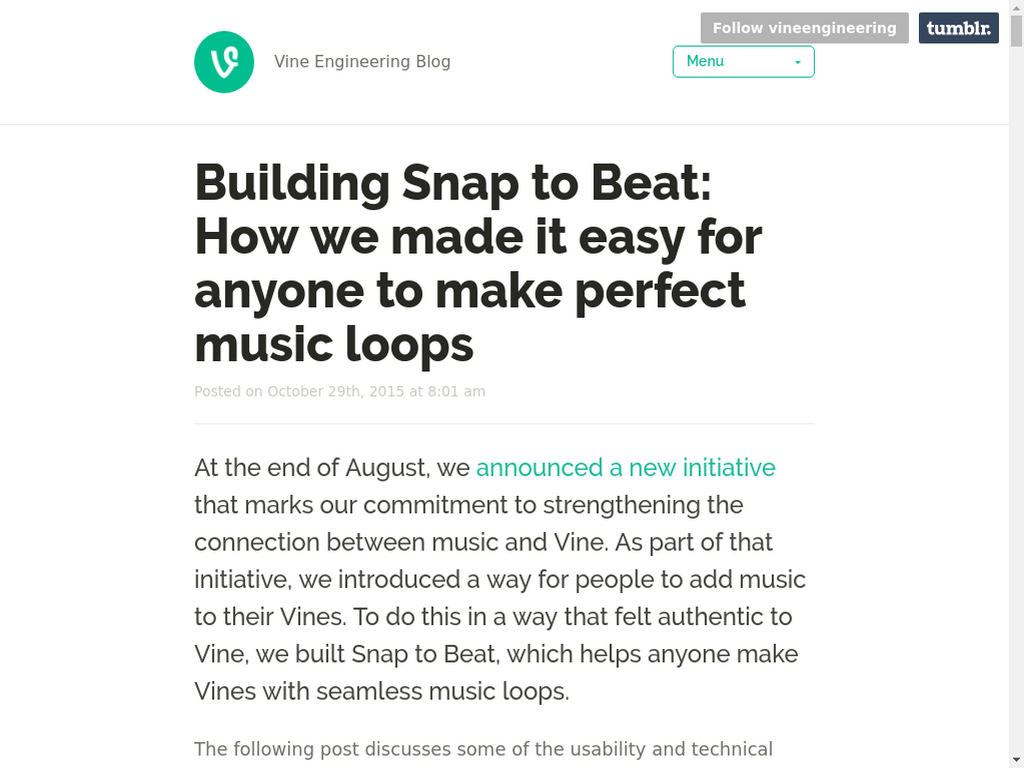 Follow vineengineering
tumblr.
Vine Engineering Blog
Menu
Building Snap to Beat:
How we made it easy for
anyone to make perfect
music loops
Posted on October 29th, 2015 at 8:01 am
At the end of August, we announced a new initiative
that marks our commitment to strengthening the
connection between music and Vine. As part of that
initiative, we introduced a way for people to add music
to their Vines. To do this in a way that felt authentic to
Vine, we built Snap to Beat, which helps anyone make
Vines with seamless music loops.
The following post discusses some of the usability and technical